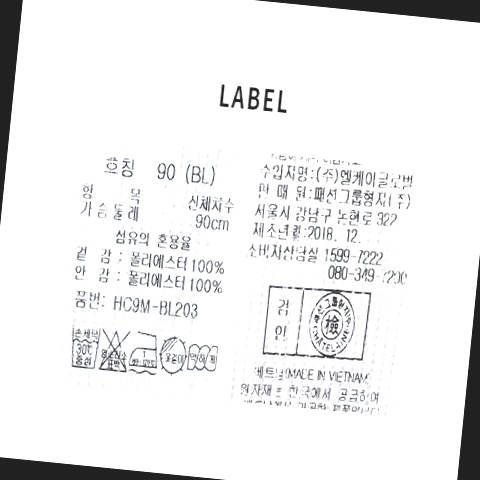 LABEL
호칭 90 (BL)
항 목 신체치수
가슴둘레 90cm
섬유의 혼용율
겉 감 : 폴리에스터 100%
안 감 : 폴리에스터 100%
품번: HC9M-BL203
손세탁
30℃
중성
수입자명:(주)엘케이글로벌
판 매 원:패션그룹형지(주)
서울시 강남구 논현로 322
제조년월:2018. 12.
소비자상담실 1599-7222
080-349-
검
인
檢
CHATELAINE
베트남(MADE IN VIETNAM)
원자재는 한국에서 공급하여